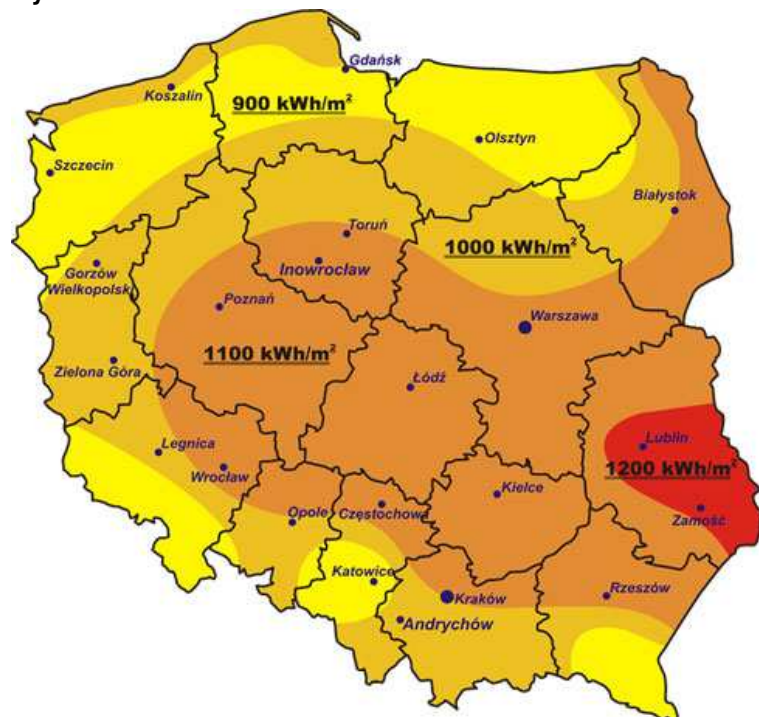 Gdańsk
Koszalin
900 kWh/m²
Olsztyn
Szczecin
Białystok
Toruń
1000 kWh/m²
Inowrocław
Gorzów
Wielkopolsk
Poznań
Warszawa
1100 kWh/m²
Zielona Góra
Łódź
Legnica
Lublin
Wrocław
1200 kWh/m²
Kielce
Opole
Częstochowa
Zamość
Katowice
Rzeszów
Kraków
Andrychów